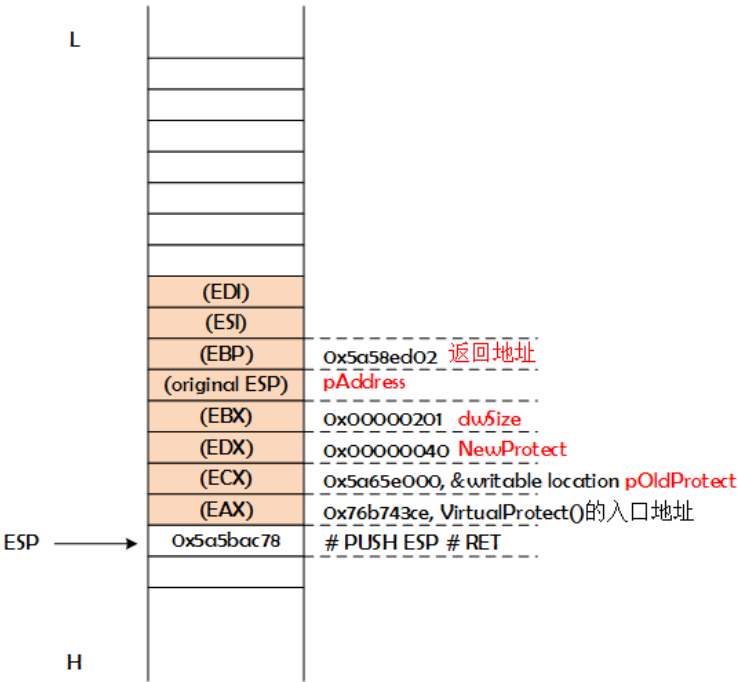 L
(EDI)
(ESI)
(EBP) 0x5a58ed02 返回地址
(original ESP) pAddress
(EBX) 0x00000201 dwSize
(EDX) 0x00000040 NewProtect
(ECX) 0x5a65e000, &writable location pOldProtect
(EAX) 0x76b743ce, VirtualProtect()的入口地址
ESP 0x5a5bac78 # PUSH ESP # RET
H